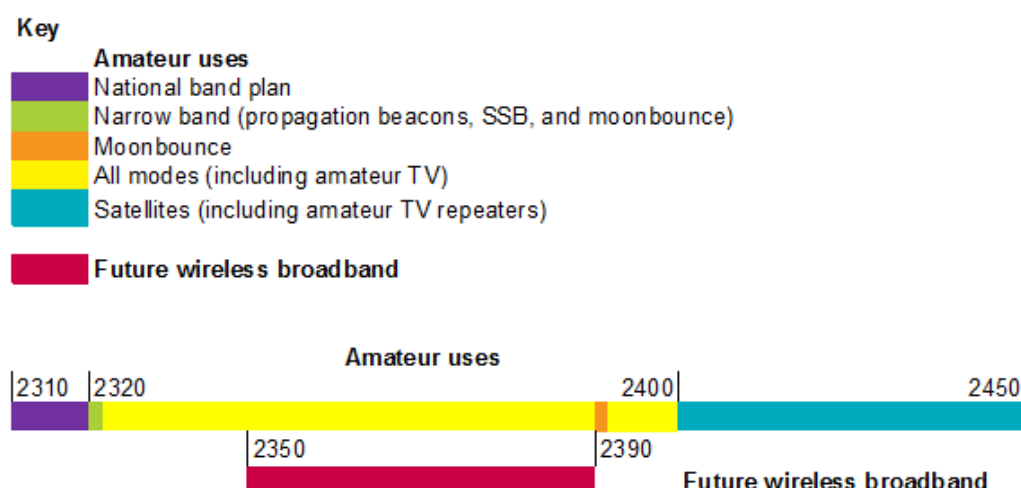 Key
Amateur uses
National band plan
Narrow band (propagation beacons, SSB, and moonbounce)
Moonbounce
All modes (including amateur TV)
Satellites (including amateur TV repeaters)
Future wireless broadband
Amateur uses
2310 2320 2400 2450
2350 2390
Future wireless broadband